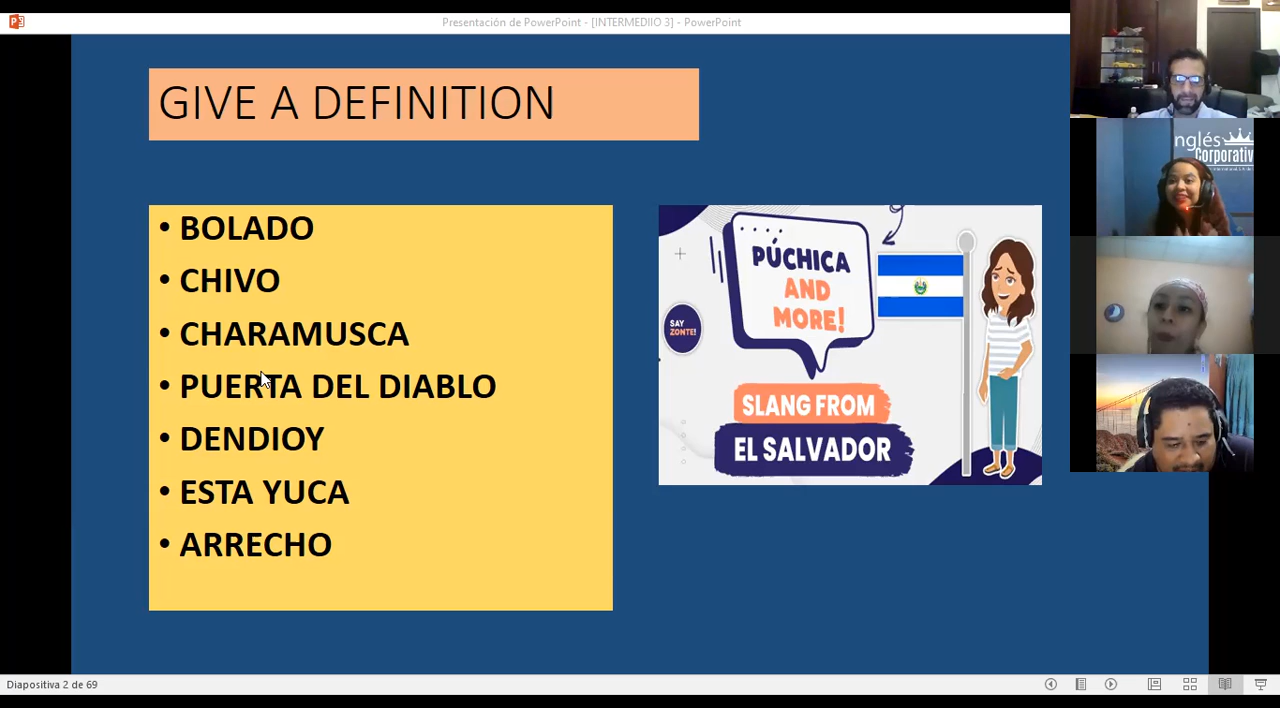 Presentación de PowerPoint - [INTERMEDIIO 3] - PowerPoint
GIVE A DEFINITION
• BOLADO
• CHIVO
• CHARAMUSCA
• PUERTA DEL DIABLO
• DENDIOY
• ESTA YUCA
• ARRECHO
PÚCHICA
AND
MORE!
SAY
ZONTE!
SLANG FROM
EL SALVADOR
nglés
Corporativ
Diapositiva 2 de 69